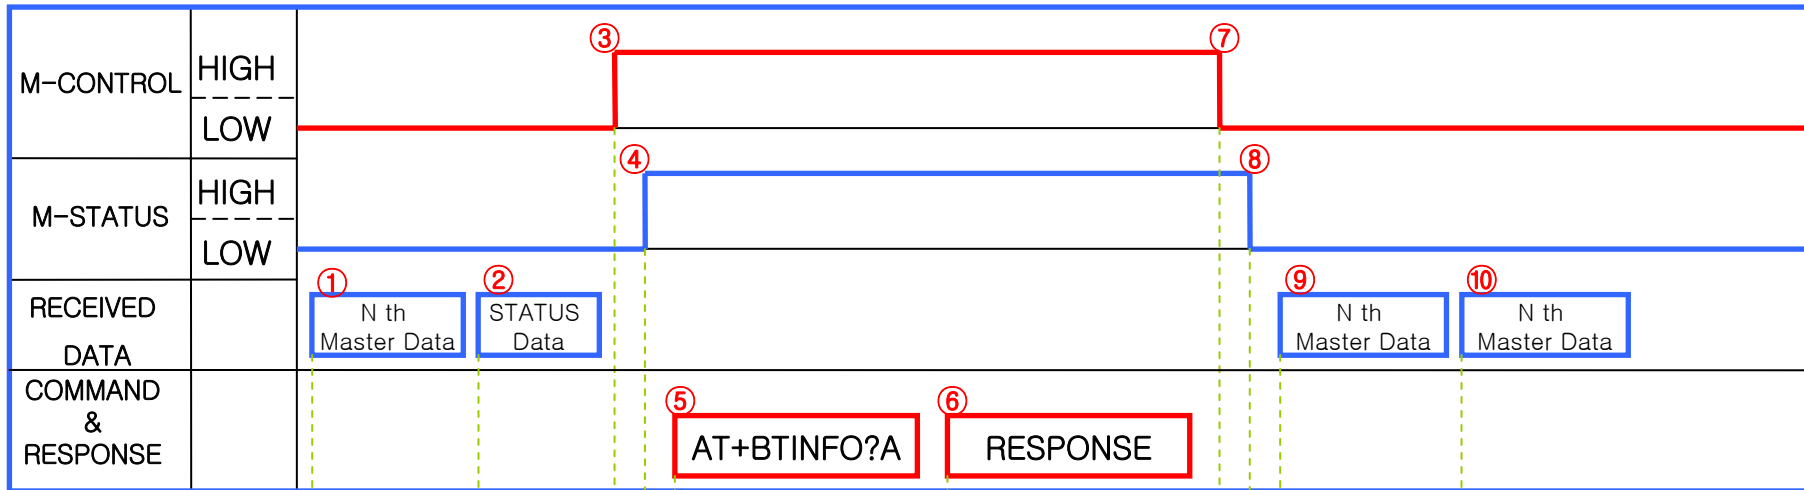 ③
⑦
M-CONTROL
HIGH
LOW
④
⑧
M-STATUS
HIGH
LOW
①
②
⑨
⑩
RECEIVED
DATA
N th
Master Data
STATUS
Data
N th
Master Data
N th
Master Data
COMMAND
&
RESPONSE
⑤
AT+BTINFO?A
⑥
RESPONSE